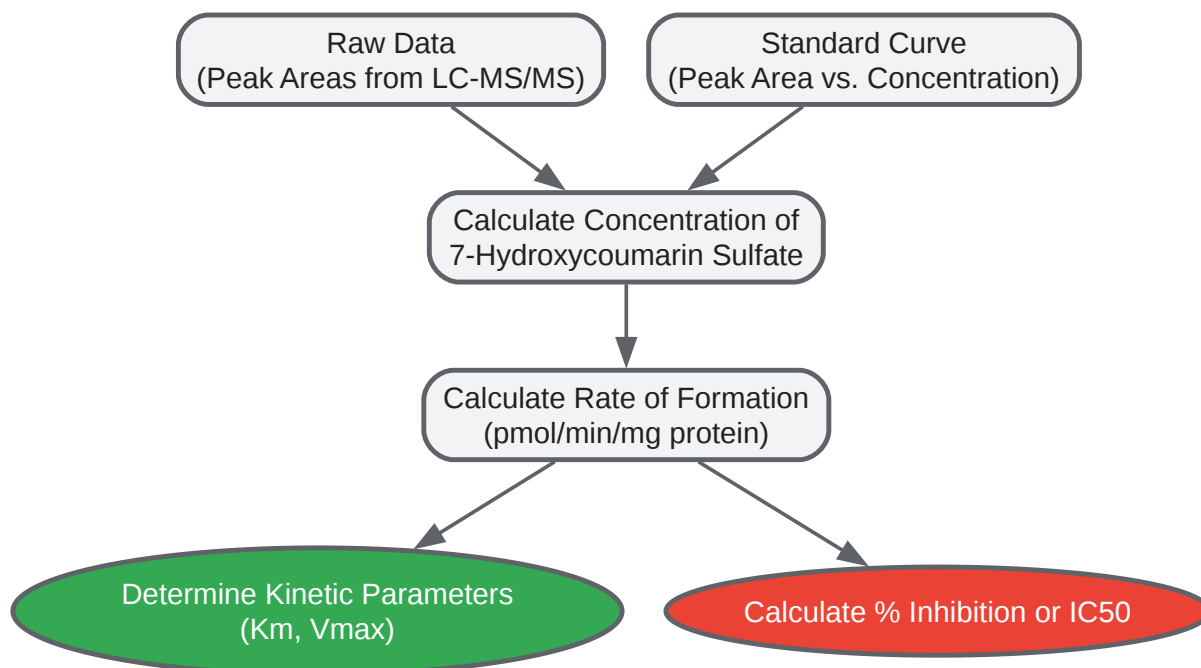 Raw Data
(Peak Areas from LC-MS/MS)
Standard Curve
(Peak Area vs. Concentration)
Calculate Concentration of
7-Hydroxycoumarin Sulfate
Calculate Rate of Formation
(pmol/min/mg protein)
Determine Kinetic Parameters
(Km, Vmax)
Calculate % Inhibition or IC50